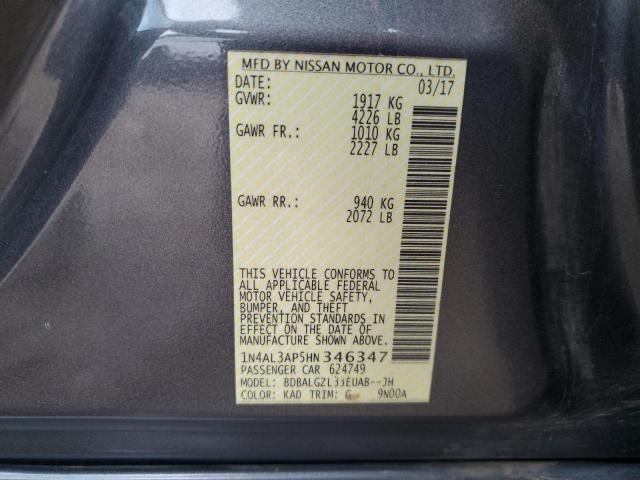 MFD BY NISSAN MOTOR CO., LTD.
DATE: 03/17
GVWR: 1917 KG
4226 LB
GAWR FR.: 1010 KG
2227 LB
GAWR RR.: 940 KG
2072 LB
THIS VEHICLE CONFORMS TO
ALL APPLICABLE FEDERAL
MOTOR VEHICLE SAFETY,
BUMPER, AND THEFT
PREVENTION STANDARDS IN
EFFECT ON THE DATE OF
MANUFACTURE SHOWN ABOVE.
1N4AL3AP5HN346347
PASSENGER CAR 624749
MODEL: BDBALGZL33EUAB--JH
COLOR: KAD TRIM: G 9N00A